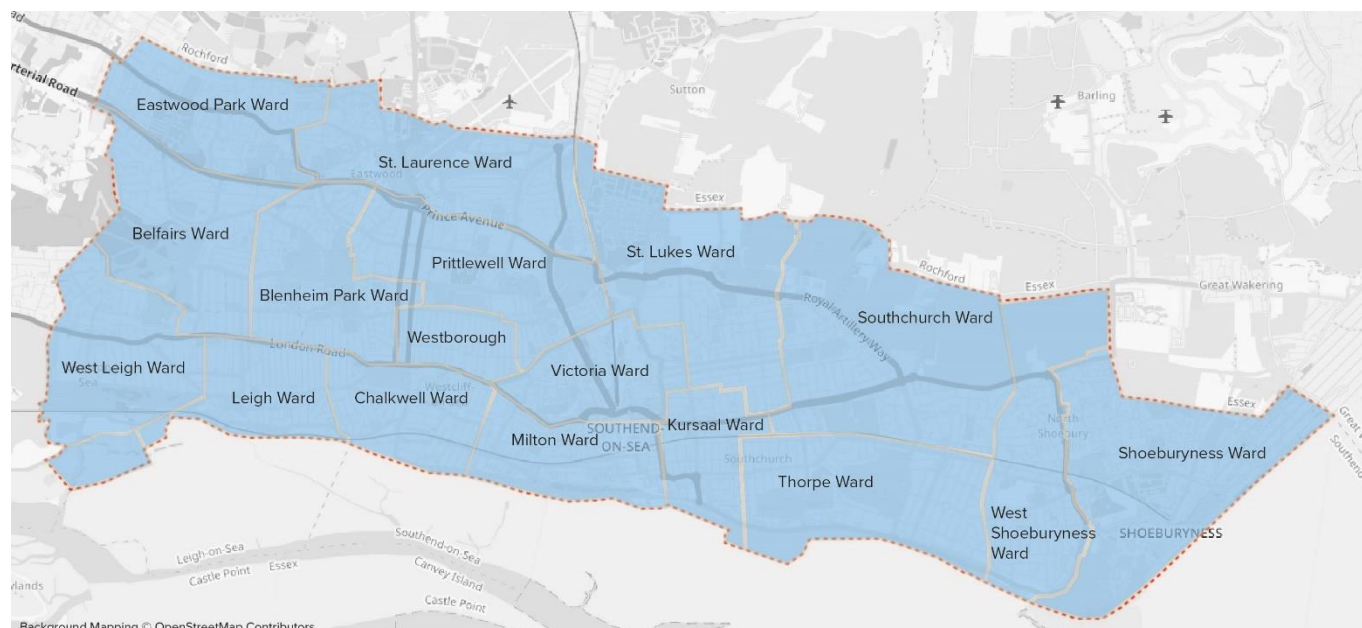 Rochford
rterial Road
Eastwood Park Ward
Sutton
Barling
St. Laurence Ward
Eastwood
Essex
Prince Avenue
Belfairs Ward
St. Lukes Ward
Prittlewell Ward
Rochford
Essex
Great Wakering
Blenheim Park Ward
Royal Artillery Way
Southchurch Ward
Westborough
London Road
West Leigh Ward
Sea
Victoria Ward
Westcliff-
Leigh Ward
Chalkwell Ward
Essex
Kursaal Ward
SOUTHEND-
ON-SEA
Milton Ward
North
Shoebury
Shoeburyness Ward
Southchurch
Thorpe Ward
West
Shoeburyness
Ward
SHOEBURYNESS
Leigh-on-Sea
Castle Point
Essex
Southend-on-Sea
Canvey Island
Castle Point
ylands
Background Mapping © OpenStreetMap Contributors